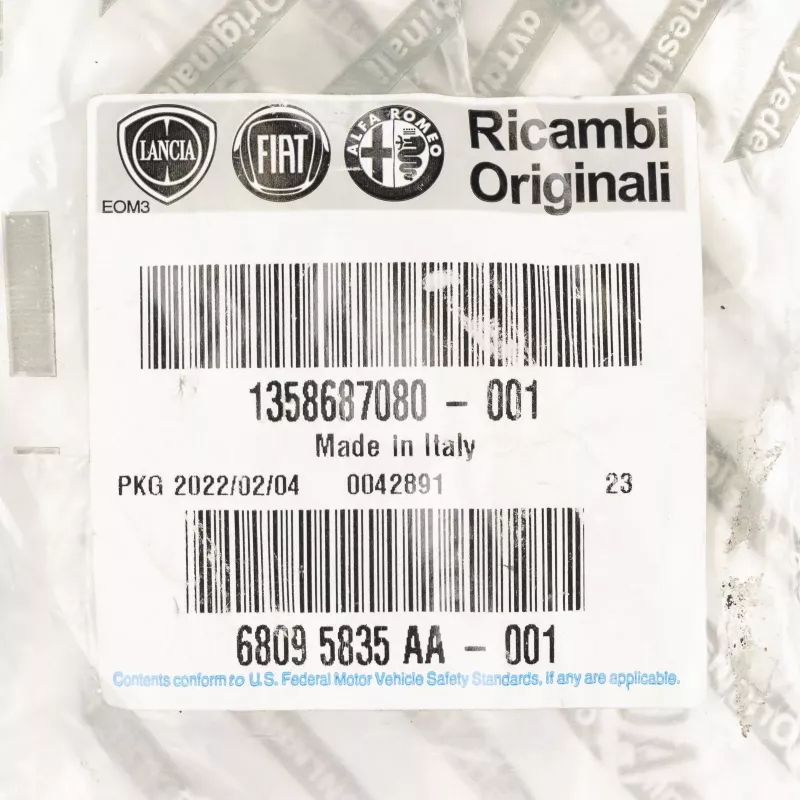 LANCIA
FIAT
ALFA ROMEO
Ricambi
Originali
EOM3
1358687080 - 001
Made in Italy
PKG 2022/02/04 0042891 23
6809 5835 AA - 001
Contents conform to U.S. Federal Motor Vehicle Safety Standards, if any are applicable.